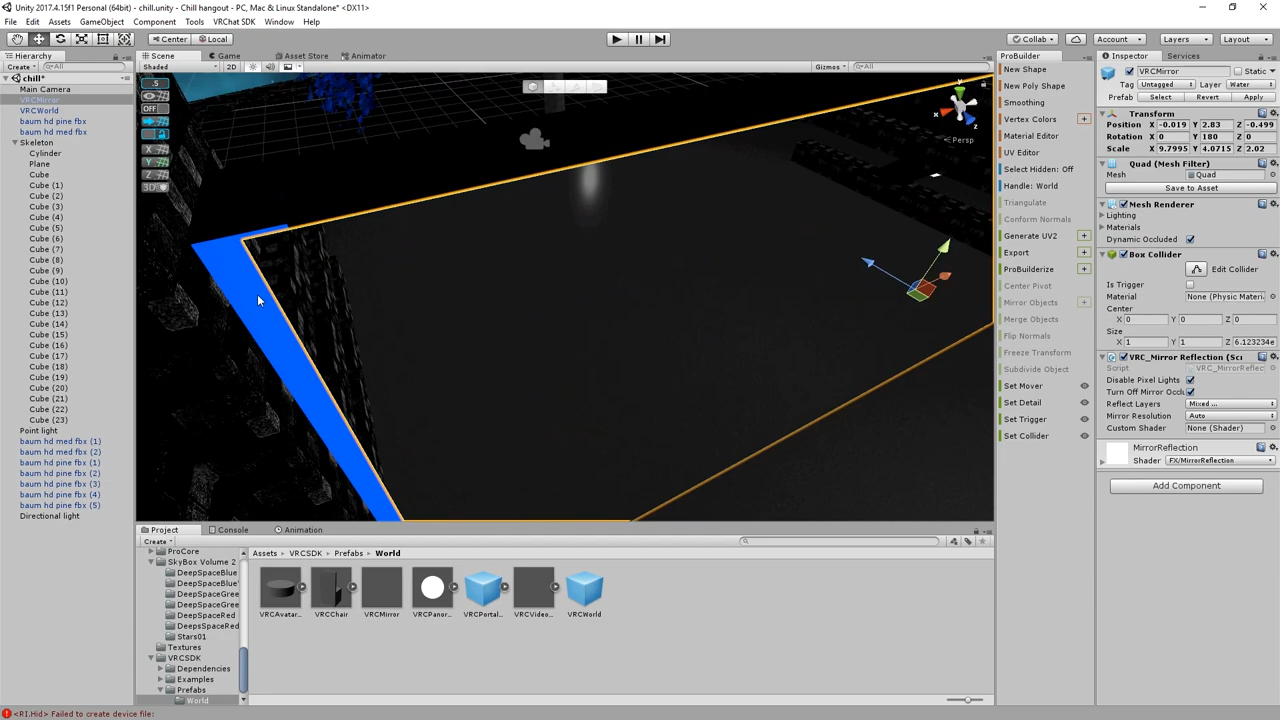 Unity 2017.4.15f1 Personal (64bit) - chill.unity - Chill hangout - PC, Mac & Linux Standalone* <DX11>
File Edit Assets GameObject Component Tools VRChat SDK Window Help
Center Local Collab Account Layers Layout
Hierarchy Scene Game Asset Store Animator ProBuilder Inspector Services
Create All Shaded 2D Gizmos All
chill*
Main Camera
VRCMirror
VRCWorld
baum hd pine fbx
baum hd med fbx
Skeleton
Cylinder
Plane
Cube
Cube (1)
Cube (2)
Cube (3)
Cube (4)
Cube (5)
Cube (6)
Cube (7)
Cube (8)
Cube (9)
Cube (10)
Cube (11)
Cube (12)
Cube (13)
Cube (14)
Cube (15)
Cube (16)
Cube (17)
Cube (18)
Cube (19)
Cube (20)
Cube (21)
Cube (22)
Cube (23)
Point light
baum hd med fbx (1)
baum hd med fbx (2)
baum hd pine fbx (1)
baum hd pine fbx (2)
baum hd pine fbx (3)
baum hd pine fbx (4)
baum hd pine fbx (5)
Directional light
.5
OFF
X
Y
Z
3D
y
x
z
Persp
New Shape
New Poly Shape
Smoothing
Vertex Colors +
Material Editor
UV Editor
Select Hidden: Off
Handle: World
Triangulate
Conform Normals
Generate UV2 +
Export +
ProBuilderize +
Center Pivot
Mirror Objects +
Merge Objects
Flip Normals
Freeze Transform
Subdivide Object
Set Mover
Set Detail
Set Trigger
Set Collider
VRCMirror Static
Tag Untagged Layer Water
Prefab Select Revert Apply
Transform
Position X -0.019 Y 2.83 Z -0.499
Rotation X 0 Y 180 Z 0
Scale X 9.7995 Y 4.0715 Z 2.02
Quad (Mesh Filter)
Mesh Quad
Save to Asset
Mesh Renderer
Lighting
Materials
Dynamic Occluded
Box Collider
Edit Collider
Is Trigger
Material None (Physic Materi
Center
X 0 Y 0 Z 0
Size
X 1 Y 1 Z 6.123234e
VRC_Mirror Reflection (Sc
Script VRC_MirrorReflec
Disable Pixel Lights
Turn Off Mirror Occlu
Reflect Layers Mixed ...
Mirror Resolution Auto
Custom Shader None (Shader)
MirrorReflection
Shader FX/MirrorReflection
Add Component
Project Console Animation
Create
ProCore
SkyBox Volume 2
DeepSpaceBlue
DeepSpaceBlue
DeepSpaceGree
DeepSpaceGree
DeepSpaceRed
DeepsSpaceRed
Stars01
Textures
VRCSDK
Dependencies
Examples
Prefabs
World
Assets VRCSDK Prefabs World
VRCAvatar... VRCChair VRCMirror VRCPanor... VRCPortal... VRCVideo... VRCWorld
<RI.Hid> Failed to create device file: